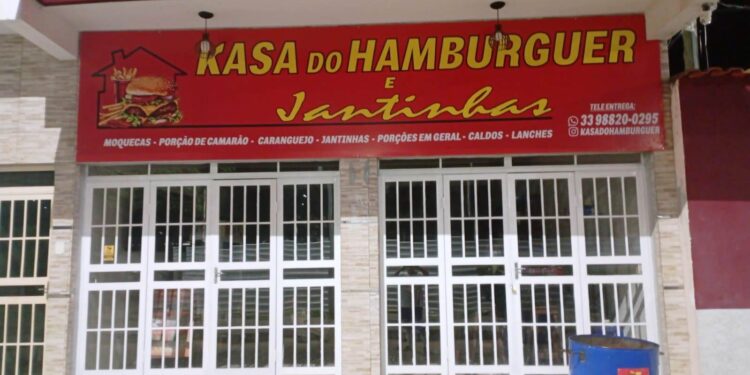 KASA DO HAMBURGUER
E
Jantinhas
TELE ENTREGA:
33 98820-0295
KASADOHAMBURGUER
MOQUECAS - PORÇÃO DE CAMARÃO - CARANGUEJO - JANTINHAS - PORÇÕES EM GERAL - CALDOS - LANCHES